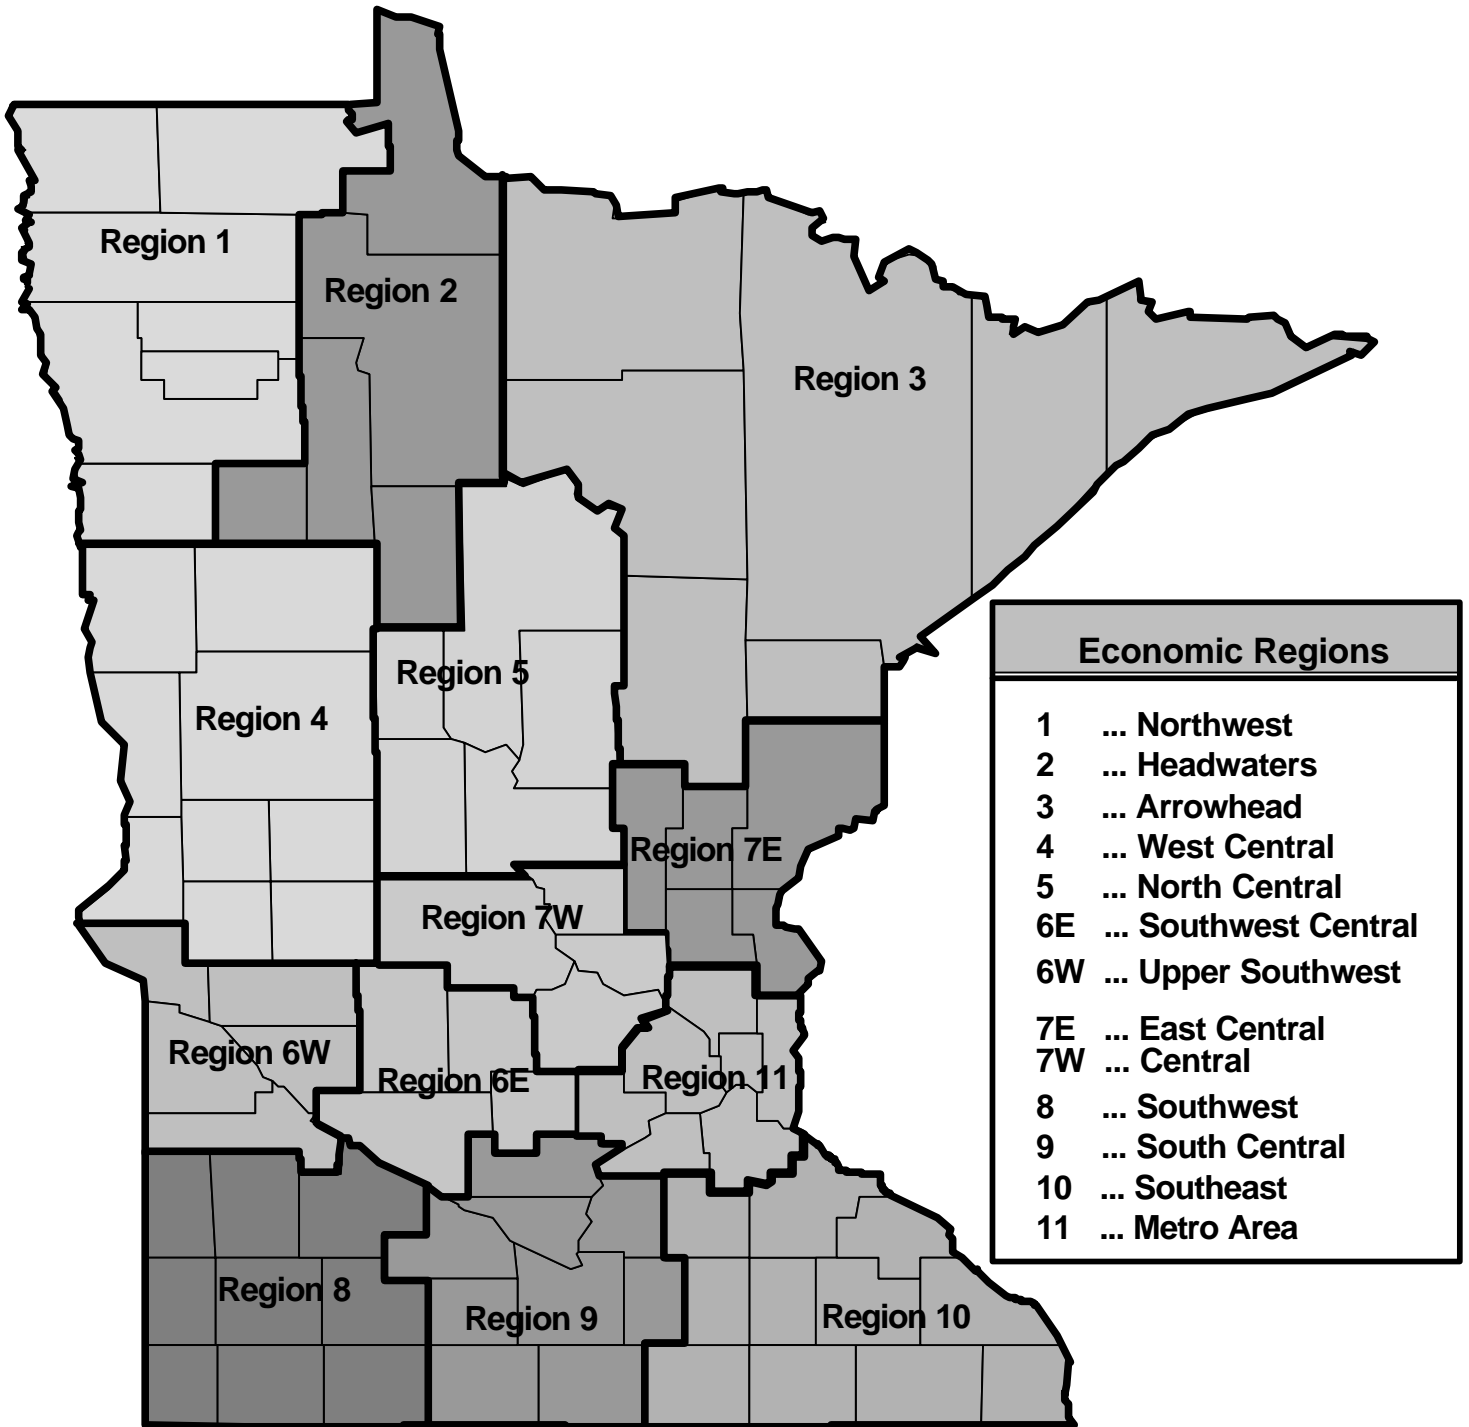 Region 1
Region 2
Region 3
Region 5
Region 4
Region 7E
Region 7W
Region 6W
Region 6E
Region 11
Region 8
Region 9
Region 10
Economic Regions
1 ... Northwest
2 ... Headwaters
3 ... Arrowhead
4 ... West Central
5 ... North Central
6E ... Southwest Central
6W ... Upper Southwest
7E ... East Central
7W ... Central
8 ... Southwest
9 ... South Central
10 ... Southeast
11 ... Metro Area